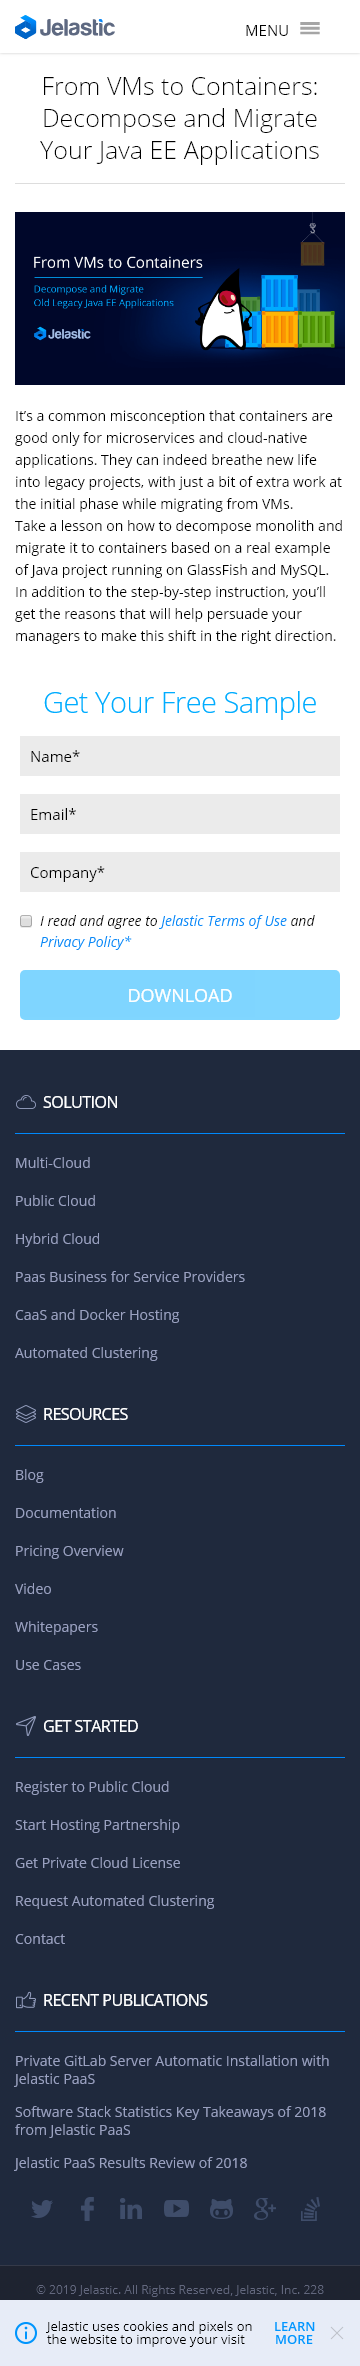 Jelastic
MENU
From VMs to Containers:
Decompose and Migrate
Your Java EE Applications
From VMs to Containers
Decompose and Migrate
Old Legacy Java EE Applications
Jelastic
It's a common misconception that containers are
good only for microservices and cloud-native
applications. They can indeed breathe new life
into legacy projects, with just a bit of extra work at
the initial phase while migrating from VMs.
Take a lesson on how to decompose monolith and
migrate it to containers based on a real example
of Java project running on GlassFish and MySQL.
In addition to the step-by-step instruction, you'll
get the reasons that will help persuade your
managers to make this shift in the right direction.
Get Your Free Sample
Name*
Email*
Company*
I read and agree to Jelastic Terms of Use and
Privacy Policy*
DOWNLOAD
SOLUTION
Multi-Cloud
Public Cloud
Hybrid Cloud
Paas Business for Service Providers
CaaS and Docker Hosting
Automated Clustering
RESOURCES
Blog
Documentation
Pricing Overview
Video
Whitepapers
Use Cases
GET STARTED
Register to Public Cloud
Start Hosting Partnership
Get Private Cloud License
Request Automated Clustering
Contact
RECENT PUBLICATIONS
Private GitLab Server Automatic Installation with
Jelastic PaaS
Software Stack Statistics Key Takeaways of 2018
from Jelastic PaaS
Jelastic PaaS Results Review of 2018
© 2019 Jelastic. All Rights Reserved, Jelastic, Inc. 228
Jelastic uses cookies and pixels on
the website to improve your visit
LEARN
MORE